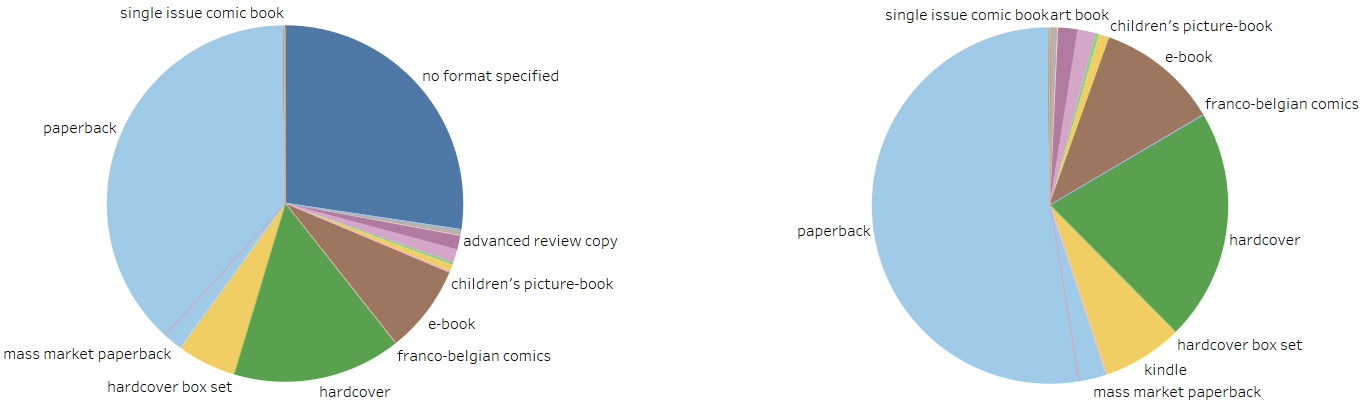 single issue comic book
no format specified
paperback
advanced review copy
children's picture-book
e-book
mass market paperback
franco-belgian comics
hardcover box set
hardcover
single issue comic book
art book
children's picture-book
e-book
franco-belgian comics
paperback
hardcover
hardcover box set
kindle
mass market paperback